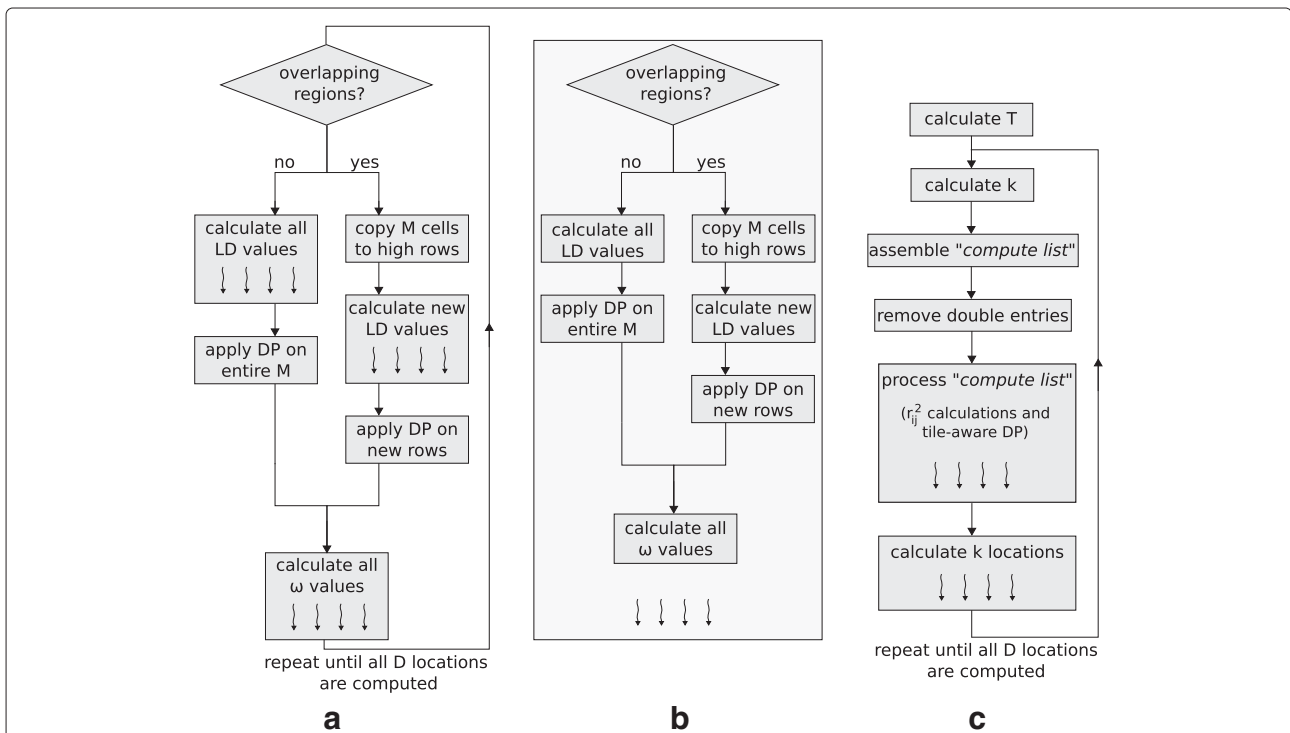 overlapping
regions?
no
yes
calculate all
LD values
copy M cells
to high rows
calculate new
LD values
apply DP on
entire M
apply DP on
new rows
calculate all
ω values
repeat until all D locations
are computed
a
overlapping
regions?
no
yes
calculate all
LD values
copy M cells
to high rows
apply DP on
entire M
calculate new
LD values
apply DP on
new rows
calculate all
ω values
b
calculate T
calculate k
assemble "compute list"
remove double entries
process "compute list"
(r²ij calculations and
tile-aware DP)
calculate k locations
repeat until all D locations
are computed
c